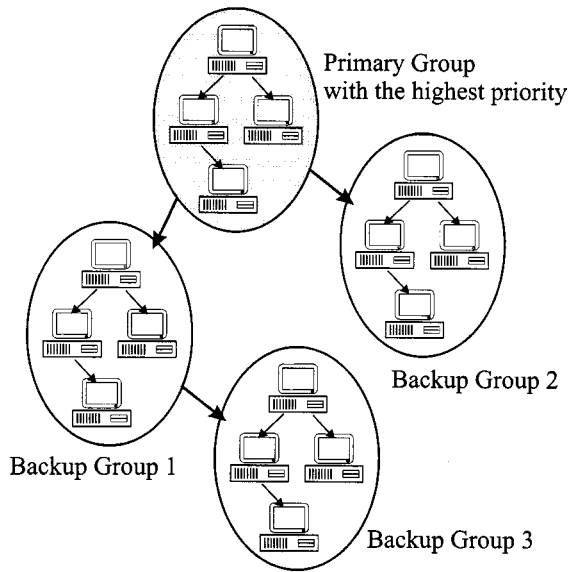 Primary Group
with the highest priority
Backup Group 2
Backup Group 1
Backup Group 3